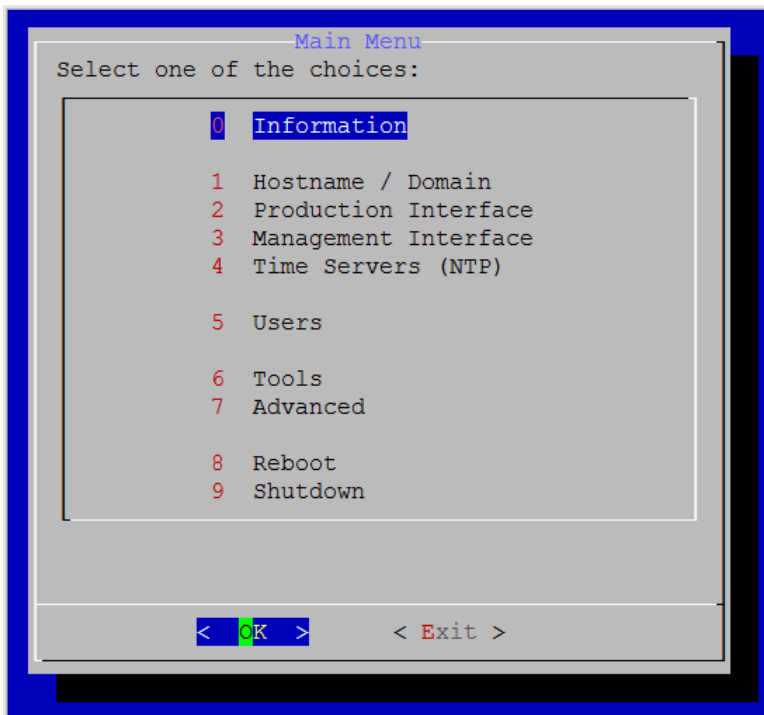 Main Menu
Select one of the choices:
0 Information
1 Hostname / Domain
2 Production Interface
3 Management Interface
4 Time Servers (NTP)
5 Users
6 Tools
7 Advanced
8 Reboot
9 Shutdown
< OK > < Exit >